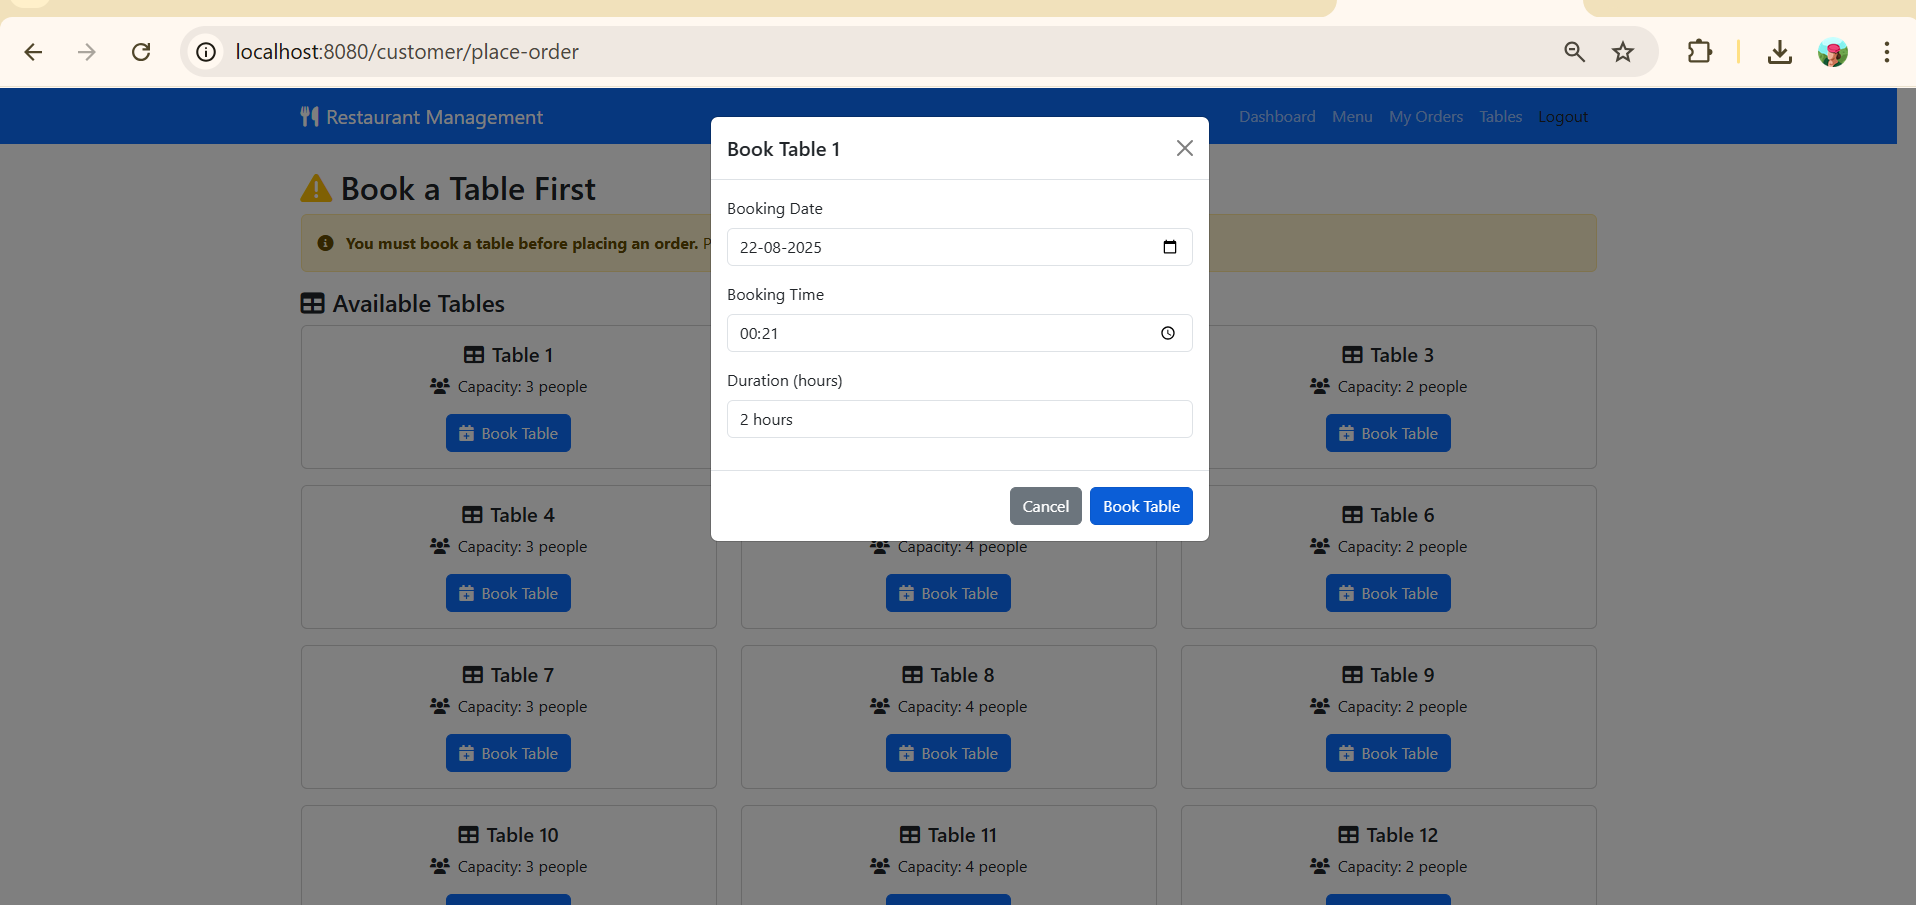 localhost:8080/customer/place-order
Restaurant Management
Dashboard Menu My Orders Tables Logout
Book a Table First
You must book a table before placing an order. P
Available Tables
Book Table 1
Booking Date
22-08-2025
Booking Time
00:21
Duration (hours)
2 hours
Cancel Book Table
Table 1
Capacity: 3 people
Book Table
Table 3
Capacity: 2 people
Book Table
Table 4
Capacity: 3 people
Book Table
Capacity: 4 people
Book Table
Table 6
Capacity: 2 people
Book Table
Table 7
Capacity: 3 people
Book Table
Table 8
Capacity: 4 people
Book Table
Table 9
Capacity: 2 people
Book Table
Table 10
Capacity: 3 people
Table 11
Capacity: 4 people
Table 12
Capacity: 2 people